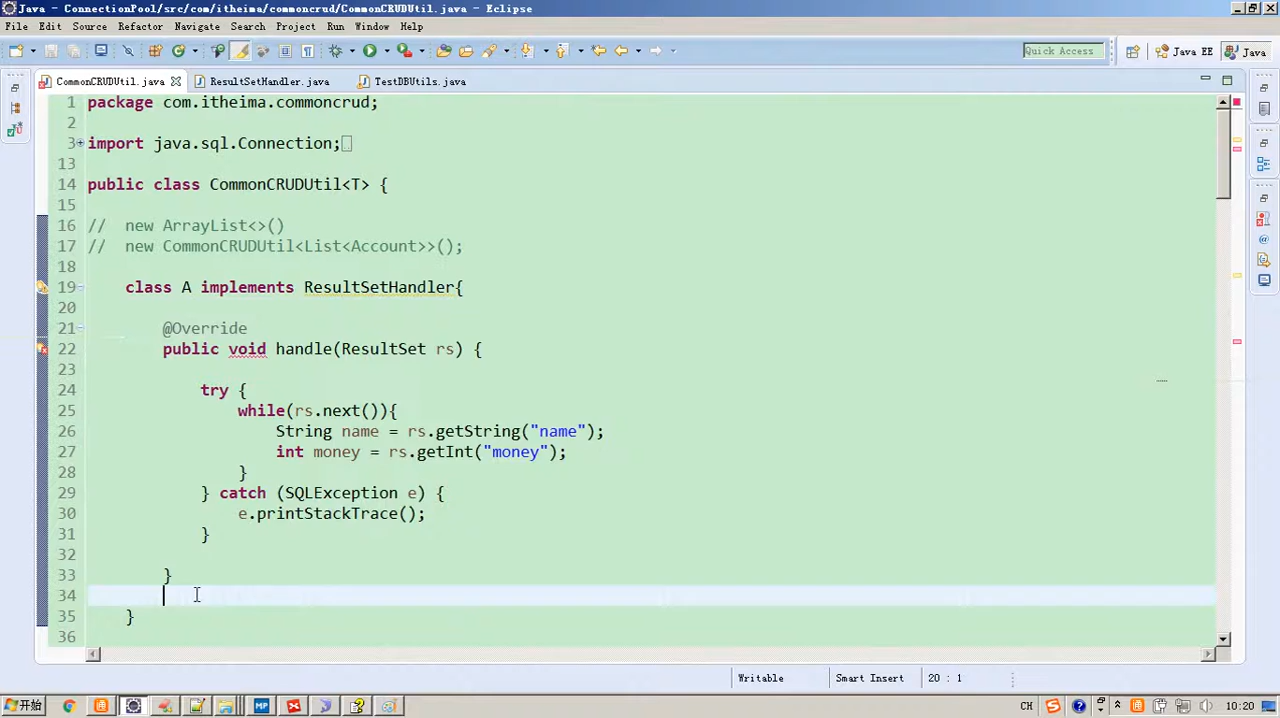 Java - ConnectionPool/src/com/itheima/commoncrud/CommonCRUDUtil.java - Eclipse
File Edit Source Refactor Navigate Search Project Run Window Help
Quick Access
Java EE
Java
CommonCRUDUtil.java
ResultSetHandler.java
TestDBUtils.java
1 package com.itheima.commoncrud;
2
3 import java.sql.Connection;
13
14 public class CommonCRUDUtil<T> {
15
16 // new ArrayList<>()
17 // new CommonCRUDUtil<List<Account>>();
18
19 class A implements ResultSetHandler{
20
21 @Override
22 public void handle(ResultSet rs) {
23
24 try {
25 while(rs.next()){
26 String name = rs.getString("name");
27 int money = rs.getInt("money");
28 }
29 } catch (SQLException e) {
30 e.printStackTrace();
31 }
32
33 }
34
35 }
36
Writable
Smart Insert
20 : 1
开始
CH
10:20